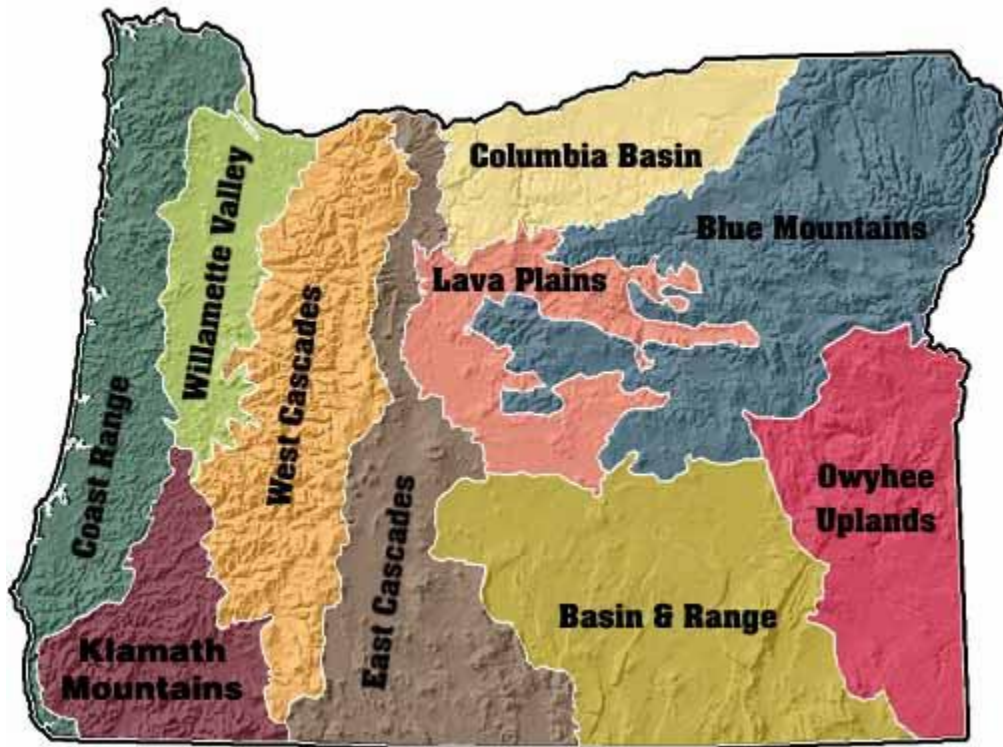 Columbia Basin
Blue Mountains
Willamette Valley
Lava Plains
West Cascades
Coast Range
East Cascades
Owyhee
Uplands
Basin & Range
Klamath
Mountains